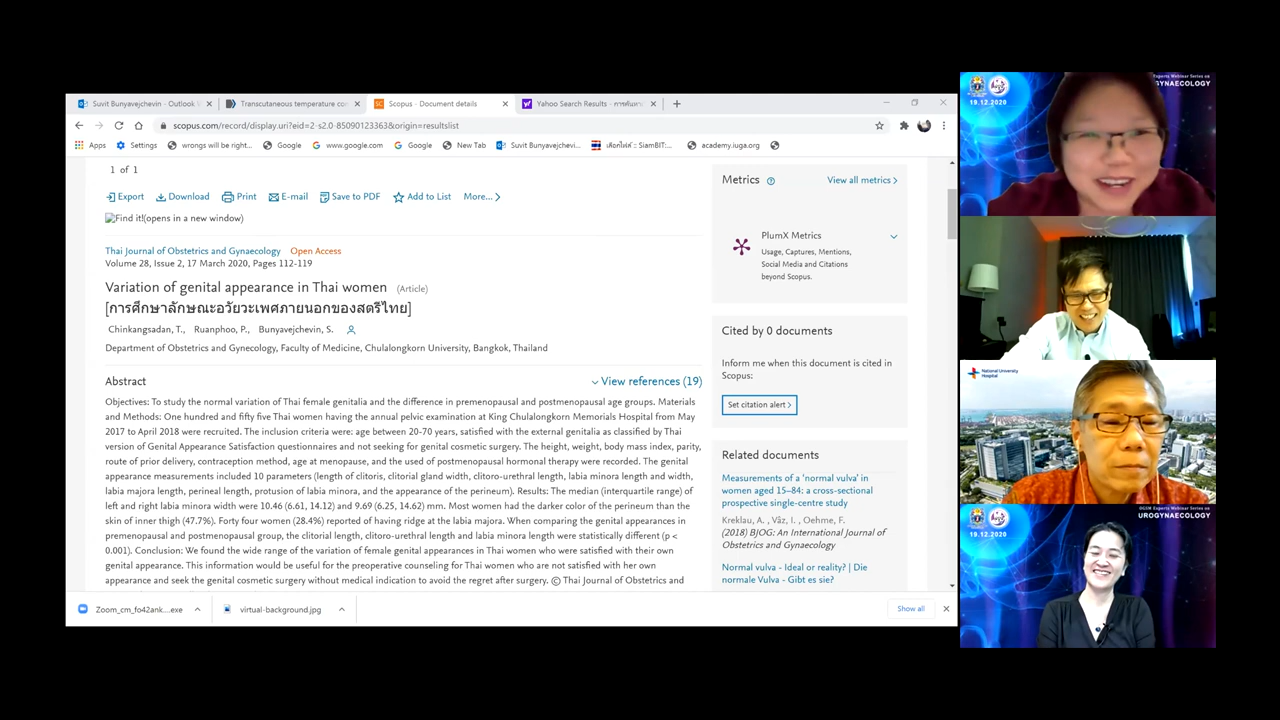 Suvit Bunyavejchevin - Outlook
Transcutaneous temperature co
Scopus - Document details
Yahoo Search Results - การค้นห
scopus.com/record/display.uri?eid=2-s2.0-85090123363&origin=resultslist
Apps
Settings
wrongs will be right...
Google
www.google.com
Google
New Tab
Suvit Bunyavejchevi...
เลือกไฟล์ :: SiamBIT:...
academy.iuga.org
1 of 1
Export
Download
Print
E-mail
Save to PDF
Add to List
More...
Find it!(opens in a new window)
Thai Journal of Obstetrics and Gynaecology Open Access
Volume 28, Issue 2, 17 March 2020, Pages 112-119
Variation of genital appearance in Thai women (Article)
[การศึกษาลักษณะอวัยวะเพศภายนอกของสตรีไทย]
Chinkangsadan, T., Ruanphoo, P., Bunyavejchevin, S.
Department of Obstetrics and Gynecology, Faculty of Medicine, Chulalongkorn University, Bangkok, Thailand
Abstract
View references (19)
Objectives: To study the normal variation of Thai female genitalia and the difference in premenopausal and postmenopausal age groups. Materials
and Methods: One hundred and fifty five Thai women having the annual pelvic examination at King Chulalongkorn Memorials Hospital from May
2017 to April 2018 were recruited. The inclusion criteria were: age between 20-70 years, satisfied with the external genitalia as classified by Thai
version of Genital Appearance Satisfaction questionnaires and not seeking for genital cosmetic surgery. The height, weight, body mass index, parity,
route of prior delivery, contraception method, age at menopause, and the used of postmenopausal hormonal therapy were recorded. The genital
appearance measurements included 10 parameters (length of clitoris, clitorial gland width, clitoro-urethral length, labia minora length and width,
labia majora length, perineal length, protusion of labia minora, and the appearance of the perineum). Results: The median (interquartile range) of
left and right labia minora width were 10.46 (6.61, 14.12) and 9.69 (6.25, 14.62) mm. Most women had the darker color of the perineum than the
skin of inner thigh (47.7%). Forty four women (28.4%) reported of having ridge at the labia majora. When comparing the genital appearances in
premenopausal and postmenopausal group, the clitorial length, clitoro-urethral length and labia minora length were statistically different (p <
0.001). Conclusion: We found the wide range of the variation of female genital appearances in Thai women who were satisfied with their own
genital appearance. This information would be useful for the preoperative counseling for Thai women who are not satisfied with her own
appearance and seek the genital cosmetic surgery without medical indication to avoid the regret after surgery. © Thai Journal of Obstetrics and
Metrics
View all metrics
PlumX Metrics
Usage, Captures, Mentions,
Social Media and Citations
beyond Scopus.
Cited by 0 documents
Inform me when this document is cited in
Scopus:
Set citation alert
Related documents
Measurements of a 'normal vulva' in
women aged 15–84: a cross-sectional
prospective single-centre study
Kreklau, A. , Vâz, I. , Oehme, F.
(2018) BJOG: An International Journal of
Obstetrics and Gynaecology
Normal vulva - Ideal or reality? | Die
normale Vulva - Gibt es sie?
Zoom_cm_fo42ank....exe
virtual-background.jpg
Show all
Experts Webinar Series on
GYNAECOLOGY
19.12.2020
National University
Hospital
OGSM Experts Webinar Series on
UROGYNAECOLOGY
19.12.2020